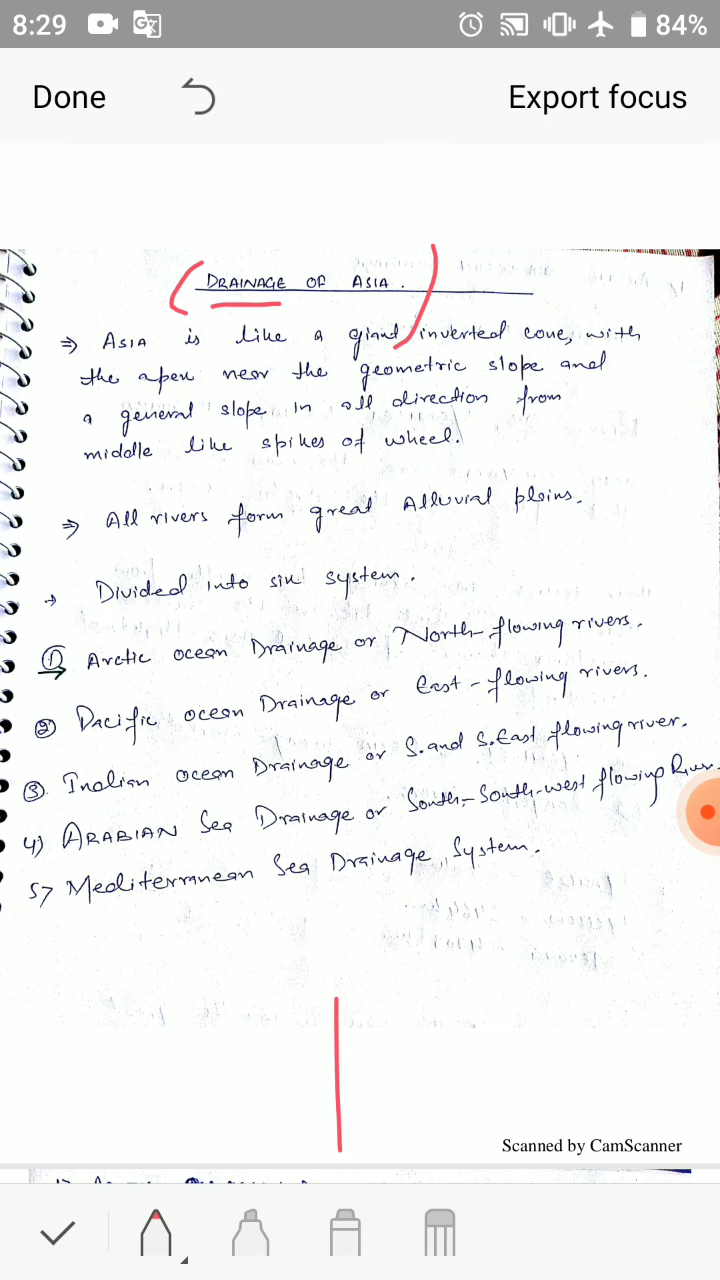 8:29 84%
Done Export focus
DRAINAGE OF ASIA.
⇒ ASIA is like a giant inverted cone, with
the apex near the geometric slope and
a general slope in all direction from
middle like spikes of wheel.
⇒ All rivers form great Alluvial plains.
→ Divided into six system.
① Arctic ocean Drainage or North-flowing rivers.
② Pacific ocean Drainage or East-flowing rivers.
③. Indian ocean Drainage or S. and S.East flowing river.
4) ARABIAN Sea Drainage or South-South-west flowing River.
5) Mediterranean Sea Drainage System.
Scanned by CamScanner